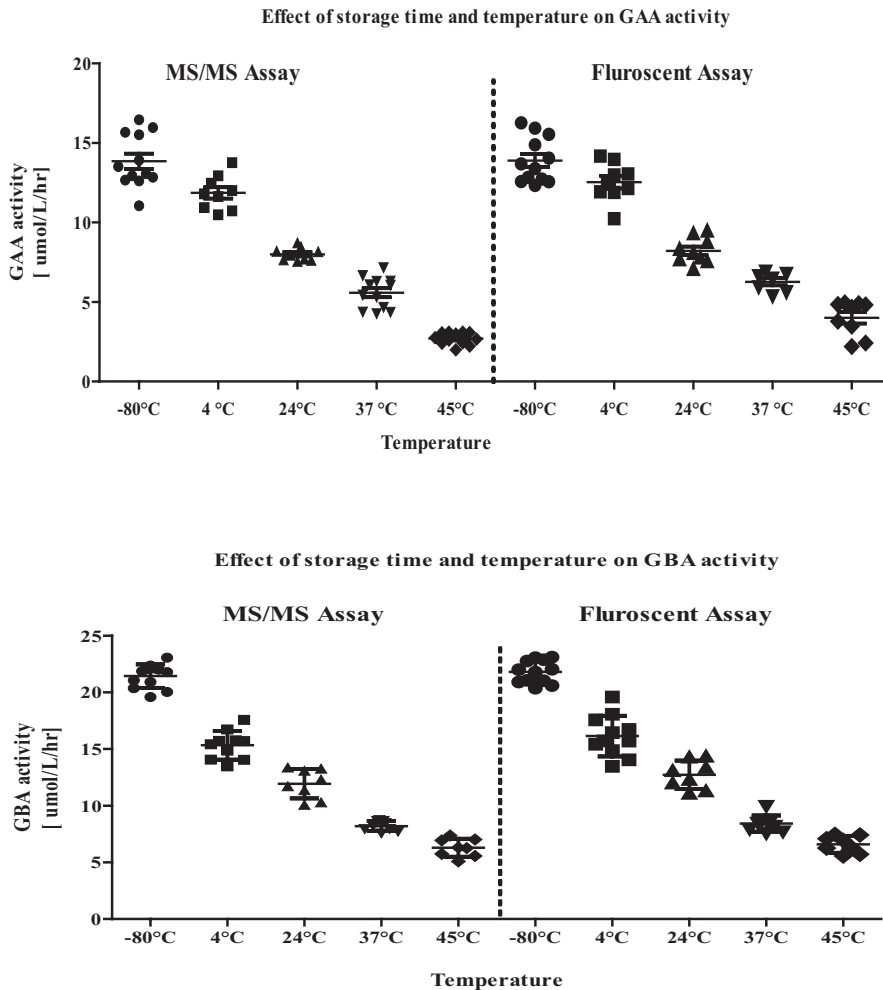 Effect of storage time and temperature on GAA activity
MS/MS Assay
Fluroscent Assay
GAA activity
[ umol/L/hr]
20
15
10
5
0
-80°C 4 °C 24°C 37 °C 45°C -80°C 4 °C 24°C 37 °C 45°C
Temperature
Effect of storage time and temperature on GBA activity
MS/MS Assay
Fluroscent Assay
GBA activity
[ umol/L/hr]
25
20
15
10
5
0
-80°C 4°C 24°C 37°C 45°C -80°C 4°C 24°C 37°C 45°C
Temperature